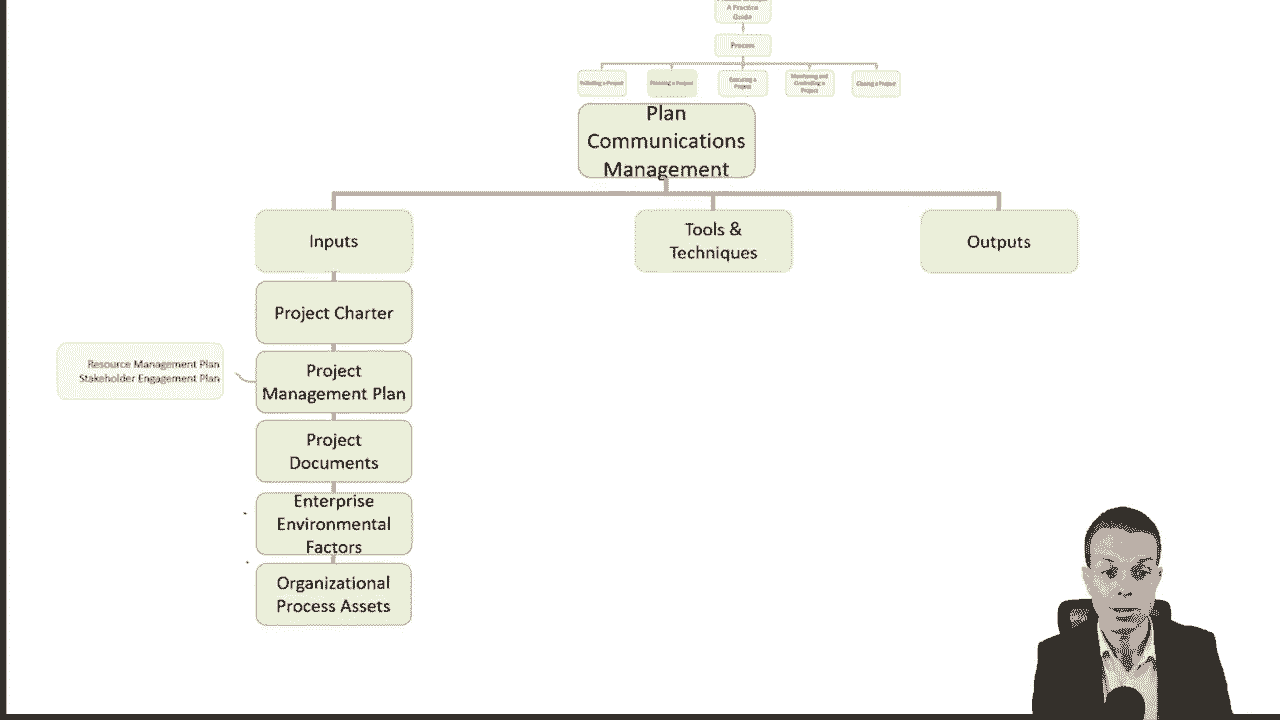 A Practice
Guide
Process
Initiating a Project
Planning a Project
Executing a
Project
Monitoring and
Controlling a
Project
Closing a Project
Plan
Communications
Management
Inputs
Tools &
Techniques
Outputs
Project Charter
Resource Management Plan
Stakeholder Engagement Plan
Project
Management Plan
Project
Documents
Enterprise
Environmental
Factors
Organizational
Process Assets